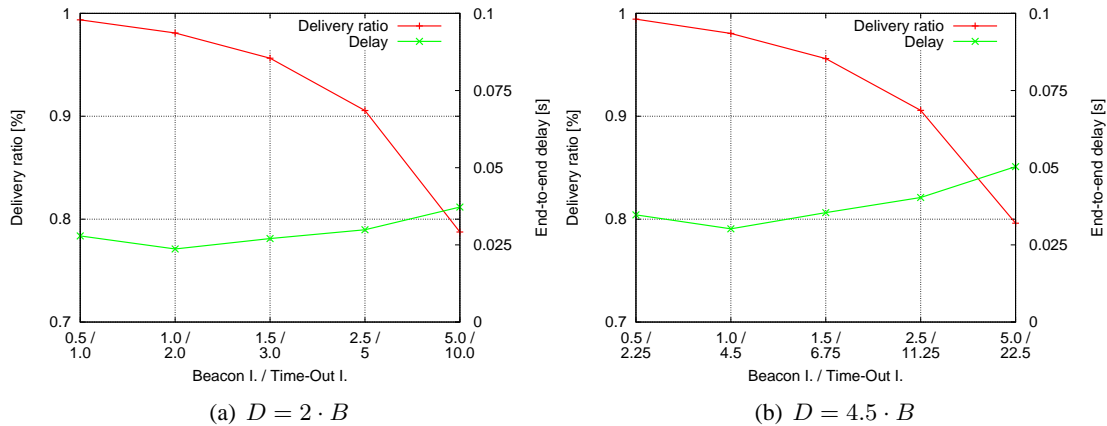 Delivery ratio
Delay
1
0.9
0.8
0.7
0.1
0.075
0.05
0.025
0
Delivery ratio [%]
End-to-end delay [s]
0.5 / 1.0 / 1.5 / 2.5 / 5.0 /
1.0 2.0 3.0 5 10.0
Beacon I. / Time-Out I.
(a) D = 2 · B
Delivery ratio
Delay
1
0.9
0.8
0.7
0.1
0.075
0.05
0.025
0
Delivery ratio [%]
End-to-end delay [s]
0.5 / 1.0 / 1.5 / 2.5 / 5.0 /
2.25 4.5 6.75 11.25 22.5
Beacon I. / Time-Out I.
(b) D = 4.5 · B